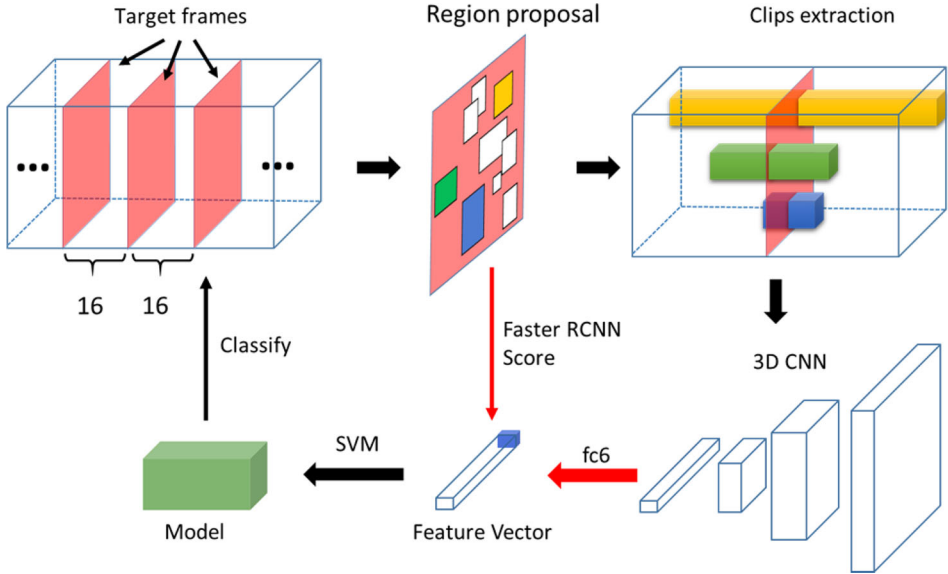 Target frames
Region proposal
Clips extraction
...
...
16
16
Classify
Faster RCNN
Score
3D CNN
SVM
fc6
Model
Feature Vector